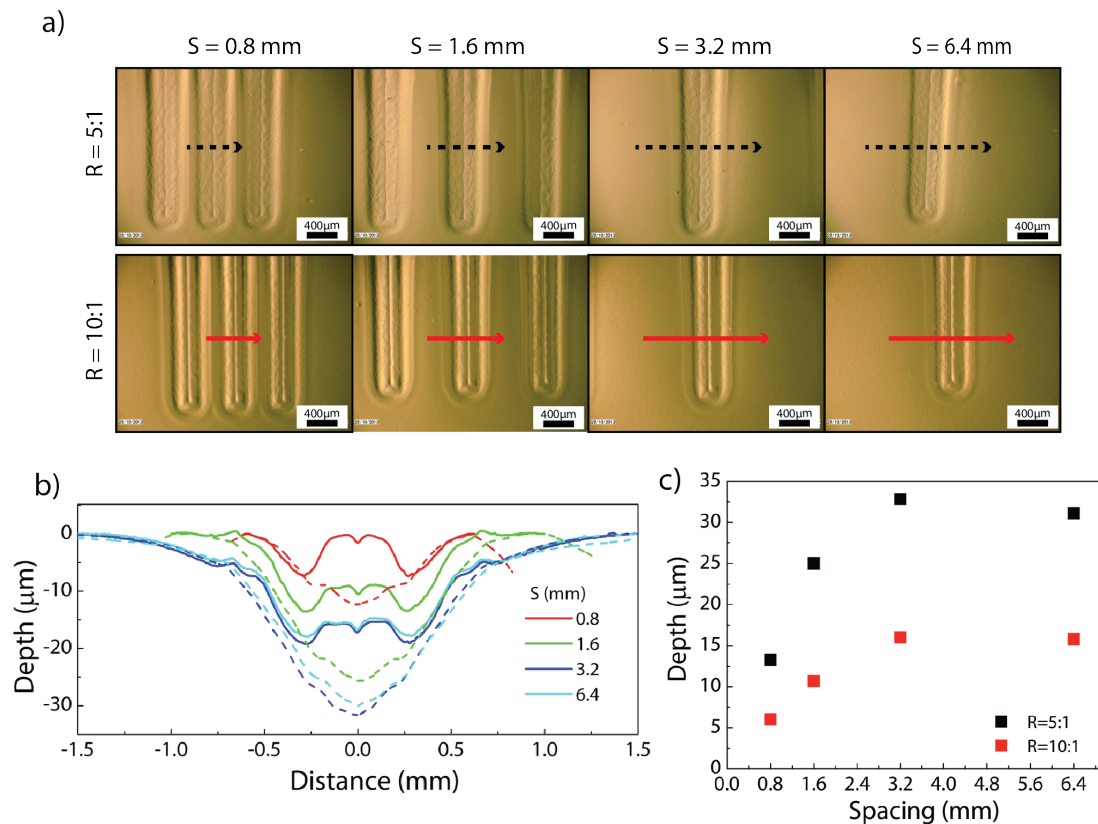 a)
S = 0.8 mm S = 1.6 mm S = 3.2 mm S = 6.4 mm
R = 5:1
400μm 400μm 400μm 400μm
R = 10:1
400μm 400μm 400μm 400μm
b)
Depth (μm)
0
-10
-20
-30
S (mm)
0.8
1.6
3.2
6.4
-1.5 -1.0 -0.5 0.0 0.5 1.0 1.5
Distance (mm)
c)
Depth (μm)
35
30
25
20
15
10
5
0
R=5:1
R=10:1
0.0 0.8 1.6 2.4 3.2 4.0 4.8 5.6 6.4
Spacing (mm)